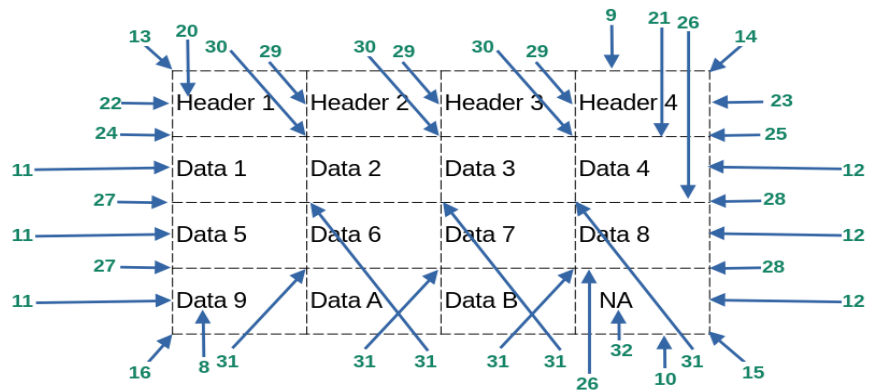 9 21 26
13 20 30 29 30 29 30 29 14
22 Header 1 Header 2 Header 3 Header 4 23
24 25
11 Data 1 Data 2 Data 3 Data 4 12
27 28
11 Data 5 Data 6 Data 7 Data 8 12
27 28
11 Data 9 Data A Data B NA 12
16 8 31 31 31 31 31 26 32 10 31 15